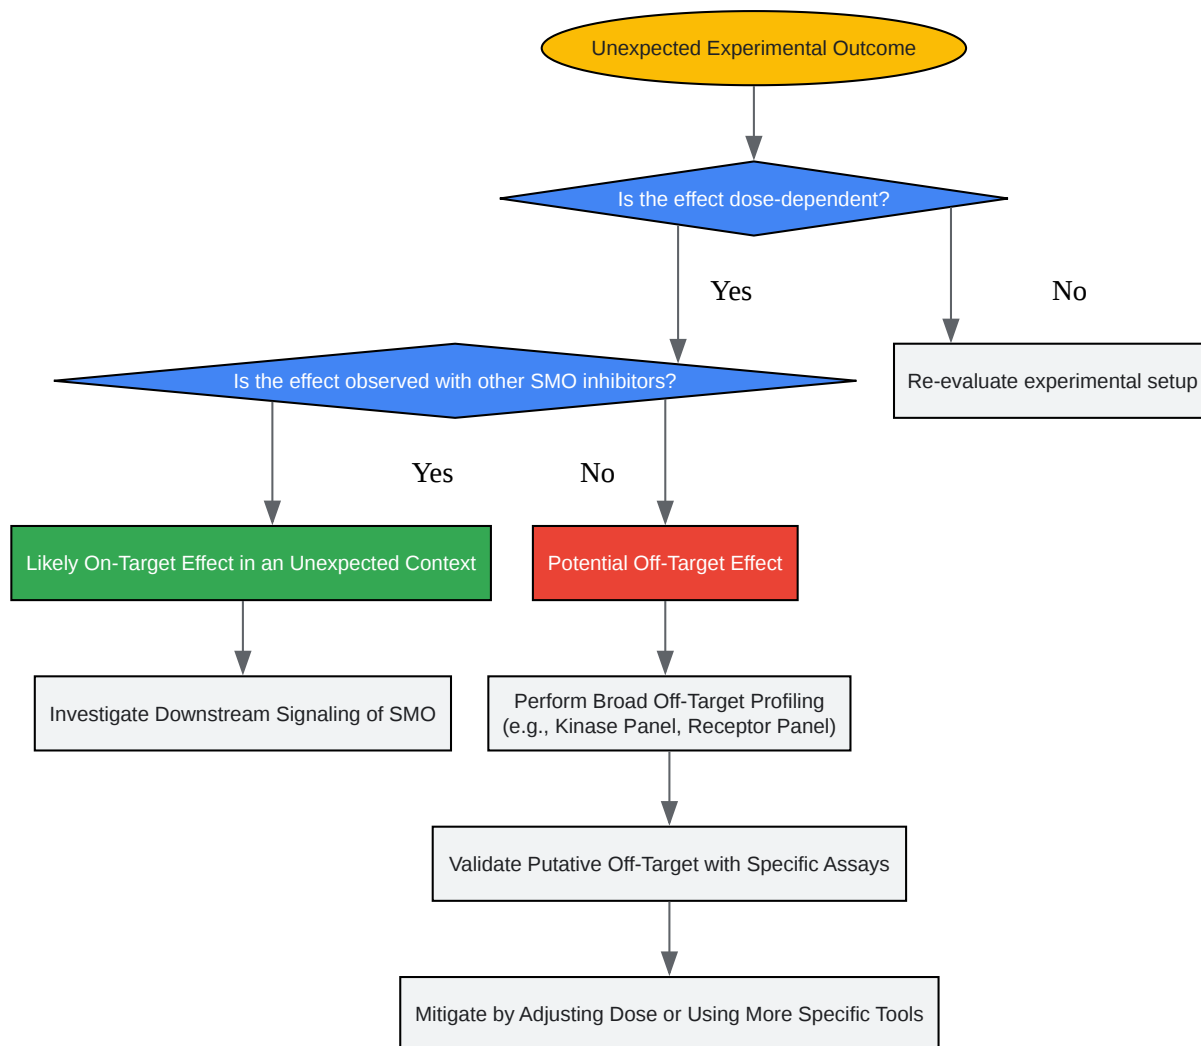 Unexpected Experimental Outcome
Is the effect dose-dependent?
Yes
No
Is the effect observed with other SMO inhibitors?
Re-evaluate experimental setup
Yes
No
Likely On-Target Effect in an Unexpected Context
Potential Off-Target Effect
Investigate Downstream Signaling of SMO
Perform Broad Off-Target Profiling
(e.g., Kinase Panel, Receptor Panel)
Validate Putative Off-Target with Specific Assays
Mitigate by Adjusting Dose or Using More Specific Tools